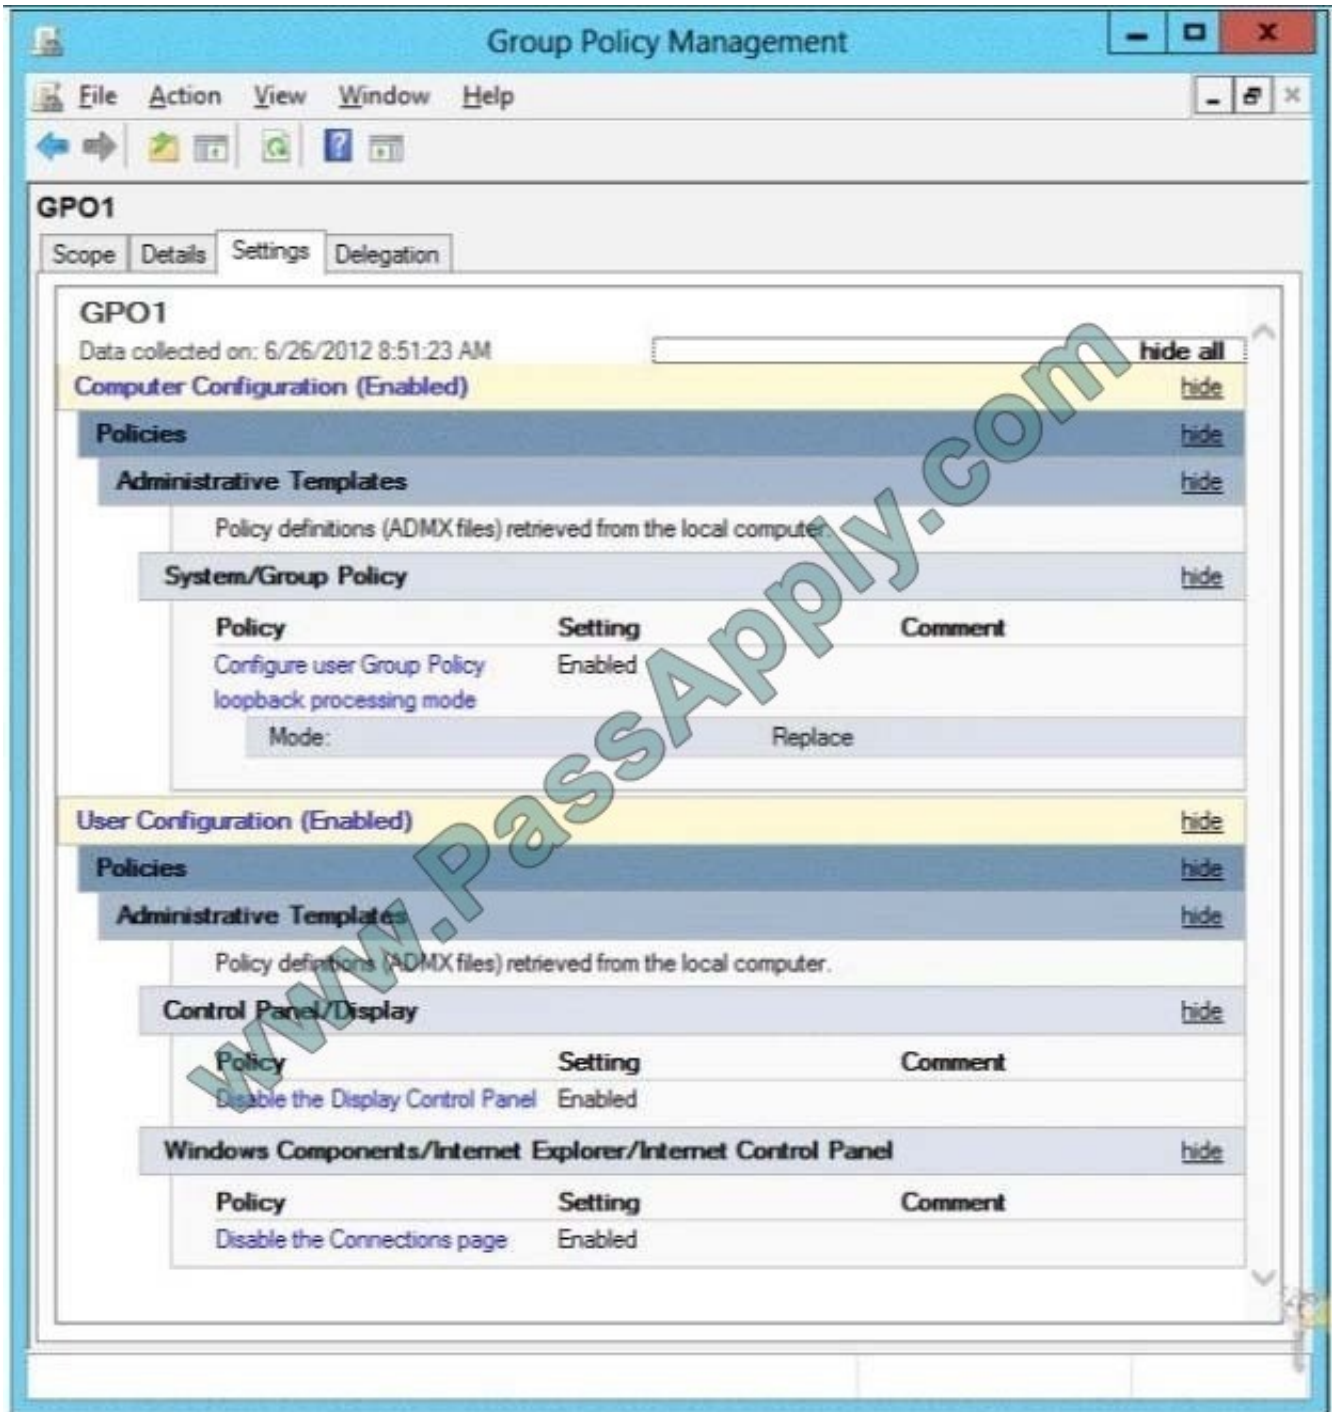 Group Policy Management
File Action View Window Help
GPO1
Scope Details Settings Delegation
GPO1
Data collected on: 6/26/2012 8:51:23 AM
hide all
Computer Configuration (Enabled) hide
Policies hide
Administrative Templates hide
Policy definitions (ADMX files) retrieved from the local computer.
System/Group Policy hide
Policy Setting Comment
Configure user Group Policy Enabled
loopback processing mode
Mode: Replace
User Configuration (Enabled) hide
Policies hide
Administrative Templates hide
Policy definitions (ADMX files) retrieved from the local computer.
Control Panel/Display hide
Policy Setting Comment
Disable the Display Control Panel Enabled
Windows Components/Internet Explorer/Internet Control Panel hide
Policy Setting Comment
Disable the Connections page Enabled
www.PassApply.com